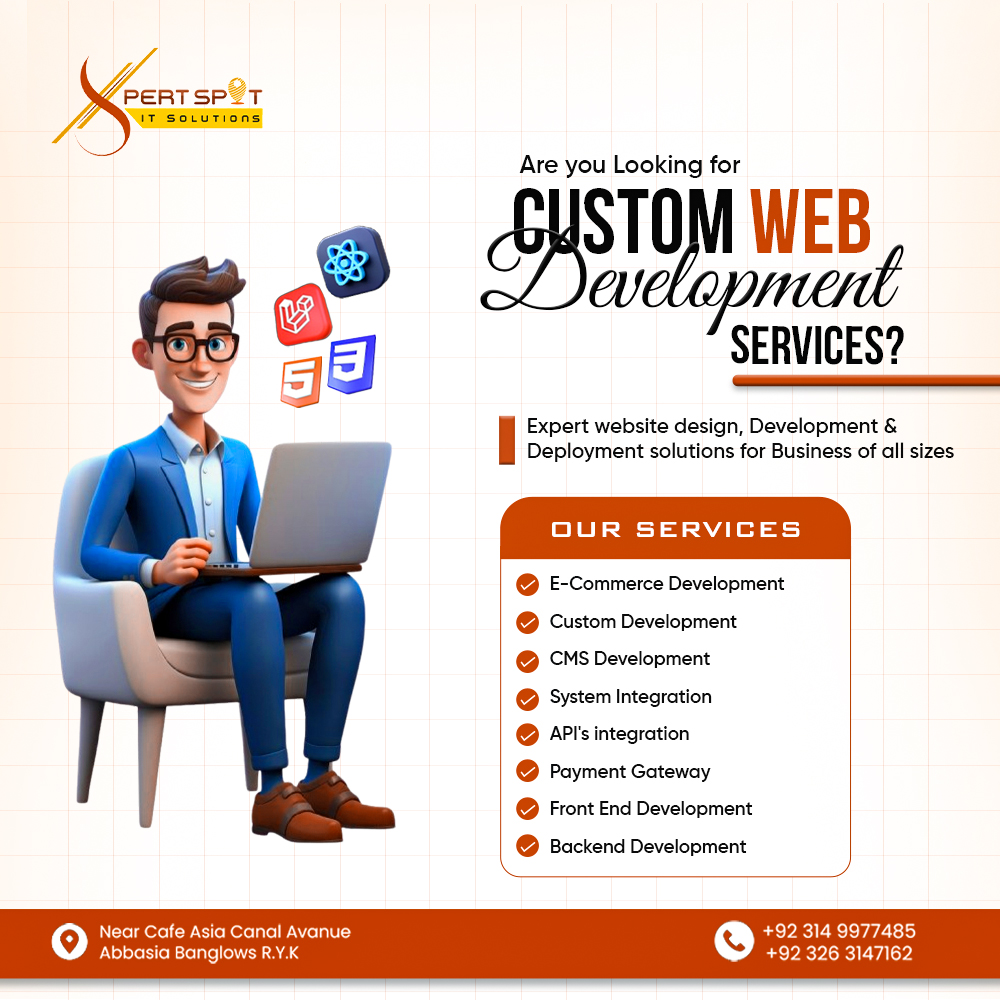 XPERT SPOT
IT SOLUTIONS
Are you Looking for
CUSTOM WEB
Development
SERVICES?
Expert website design, Development &
Deployment solutions for Business of all sizes
OUR SERVICES
E-Commerce Development
Custom Development
CMS Development
System Integration
API's integration
Payment Gateway
Front End Development
Backend Development
Near Cafe Asia Canal Avanue
Abbasia Banglows R.Y.K
+92 314 9977485
+92 326 3147162